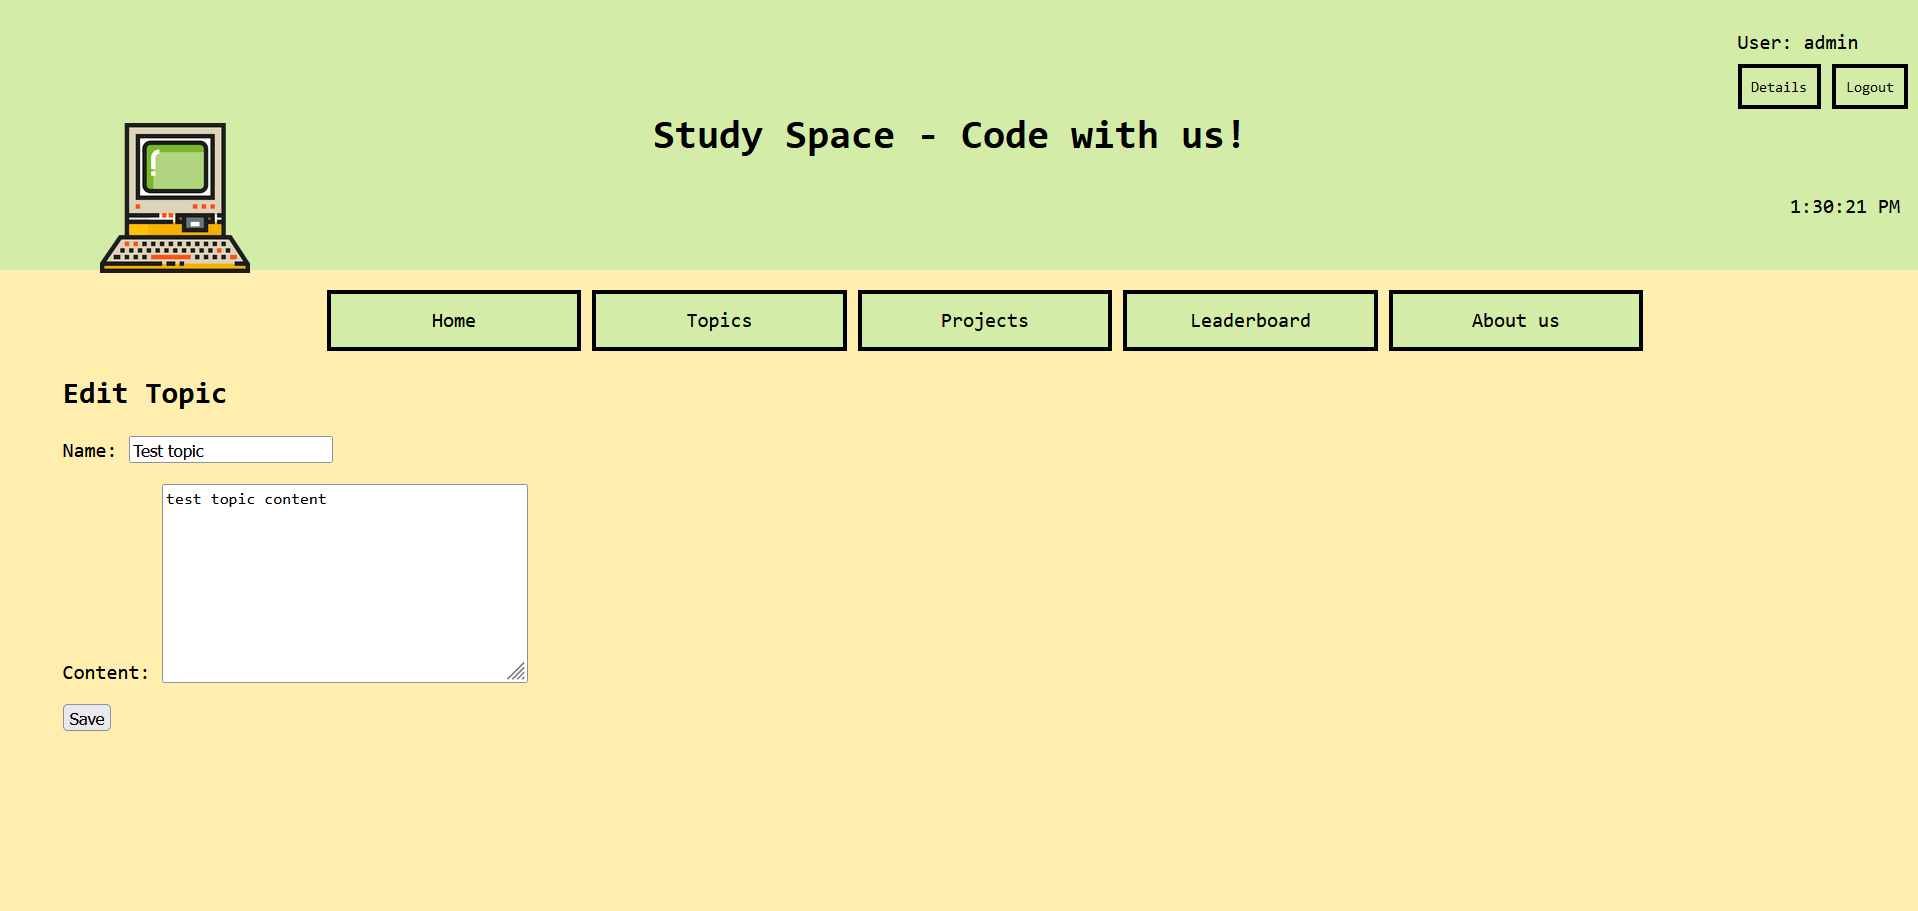 User: admin
Details Logout
Study Space - Code with us!
1:30:21 PM
Home Topics Projects Leaderboard About us
Edit Topic
Name: Test topic
test topic content
Content:
Save